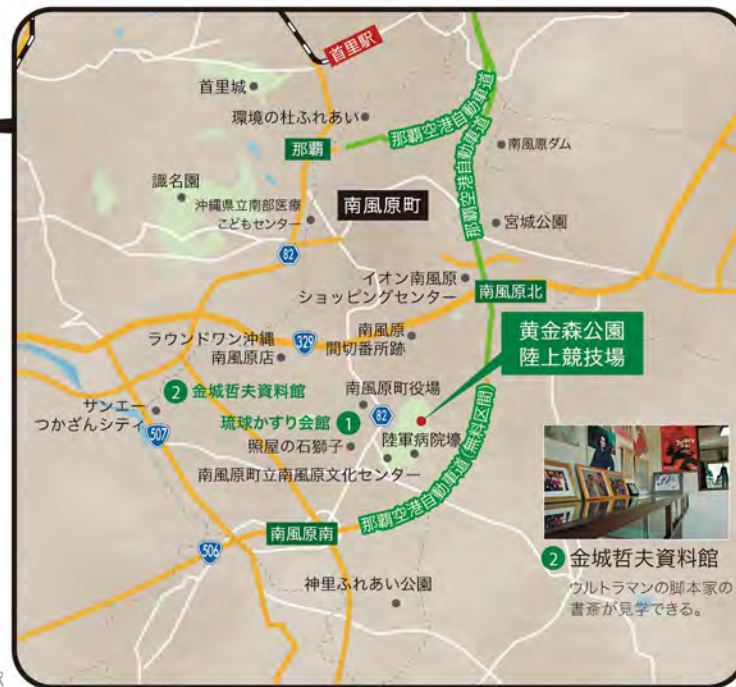 首里駅
首里城
環境の杜ふれあい
那覇
那覇空港自動車道
那覇空港自動車道
南風原ダム
識名園
沖縄県立南部医療
こどもセンター
南風原町
宮城公園
82
イオン南風原
ショッピングセンター
南風原北
ラウンドワン沖縄
南風原店
329
南風原
間切番所跡
黄金森公園
陸上競技場
2 金城哲夫資料館
南風原町役場
サンエー
つかざんシティ
琉球かすり会館 1
82
507
照屋の石獅子
陸軍病院壕
南風原町立南風原文化センター
那覇空港自動車道(無料区間)
南風原南
506
神里ふれあい公園
2 金城哲夫資料館
ウルトラマンの脚本家の
書斎が見学できる。